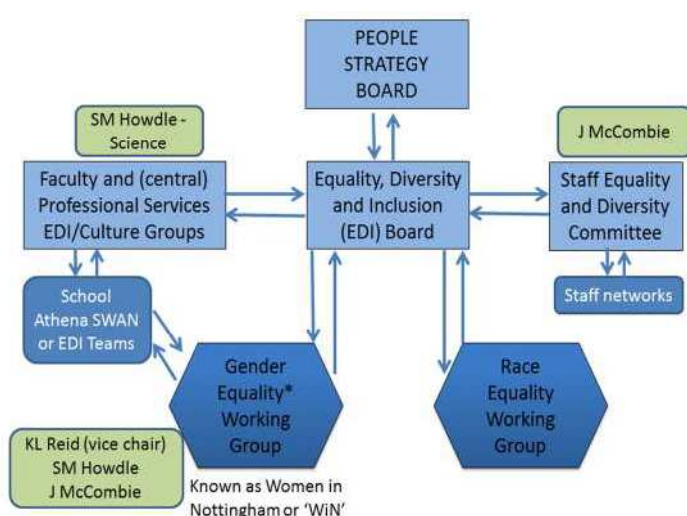 PEOPLE
STRATEGY
BOARD
SM Howdle -
Science
J McCombie
Faculty and (central)
Professional Services
EDI/Culture Groups
Equality, Diversity
and Inclusion
(EDI) Board
Staff Equality
and Diversity
Committee
School
Athena SWAN
or EDI Teams
Staff networks
Gender
Equality*
Working
Group
Race
Equality
Working
Group
KL Reid (vice chair)
SM Howdle
J McCombie
Known as Women in
Nottingham or ‘WiN’